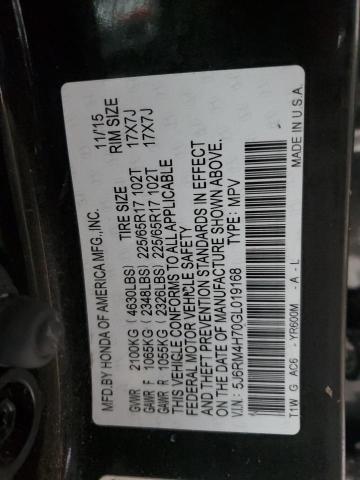 MFD.BY HONDA OF AMERICA MFG.,INC. 11/15
TIRE SIZE RIM SIZE
GVWR 2100KG (4630LBS)
GAWR F 1065KG (2348LBS) 225/65R17 102T 17X7J
GAWR R 1055KG (2326LBS) 225/65R17 102T 17X7J
THIS VEHICLE CONFORMS TO ALL APPLICABLE
FEDERAL MOTOR VEHICLE SAFETY
AND THEFT PREVENTION STANDARDS IN EFFECT
ON THE DATE OF MANUFACTURE SHOWN ABOVE.
V.I.N: 5J6RM4H70GL019168 TYPE: MPV
T1W G AC6 -YR600M -A-L MADE IN U.S.A.